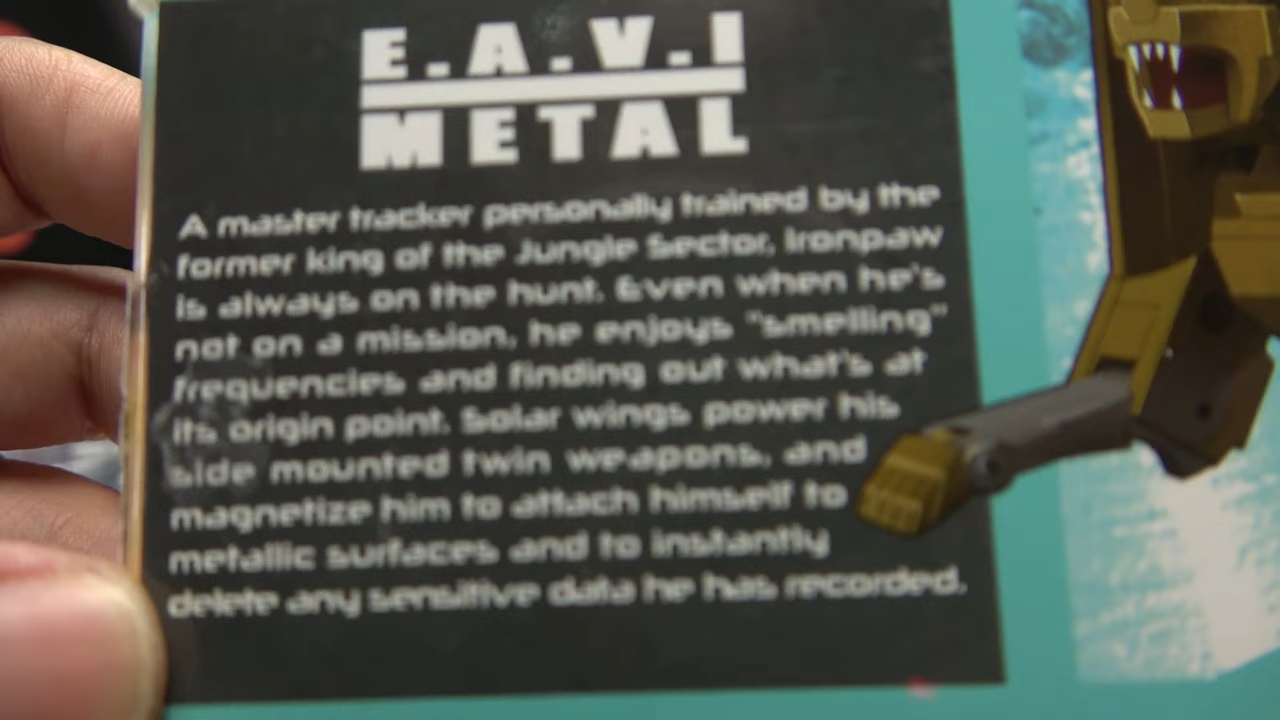 E.A.V.I
METAL
A master tracker personally trained by the
former king of the Jungle Sector, Ironpaw
is always on the hunt. Even when he's
not on a mission, he enjoys "smelling"
frequencies and finding out what's at
its origin point. Solar wings power his
side mounted twin weapons, and
magnetize him to attach himself to
metallic surfaces and to instantly
delete any sensitive data he has recorded.